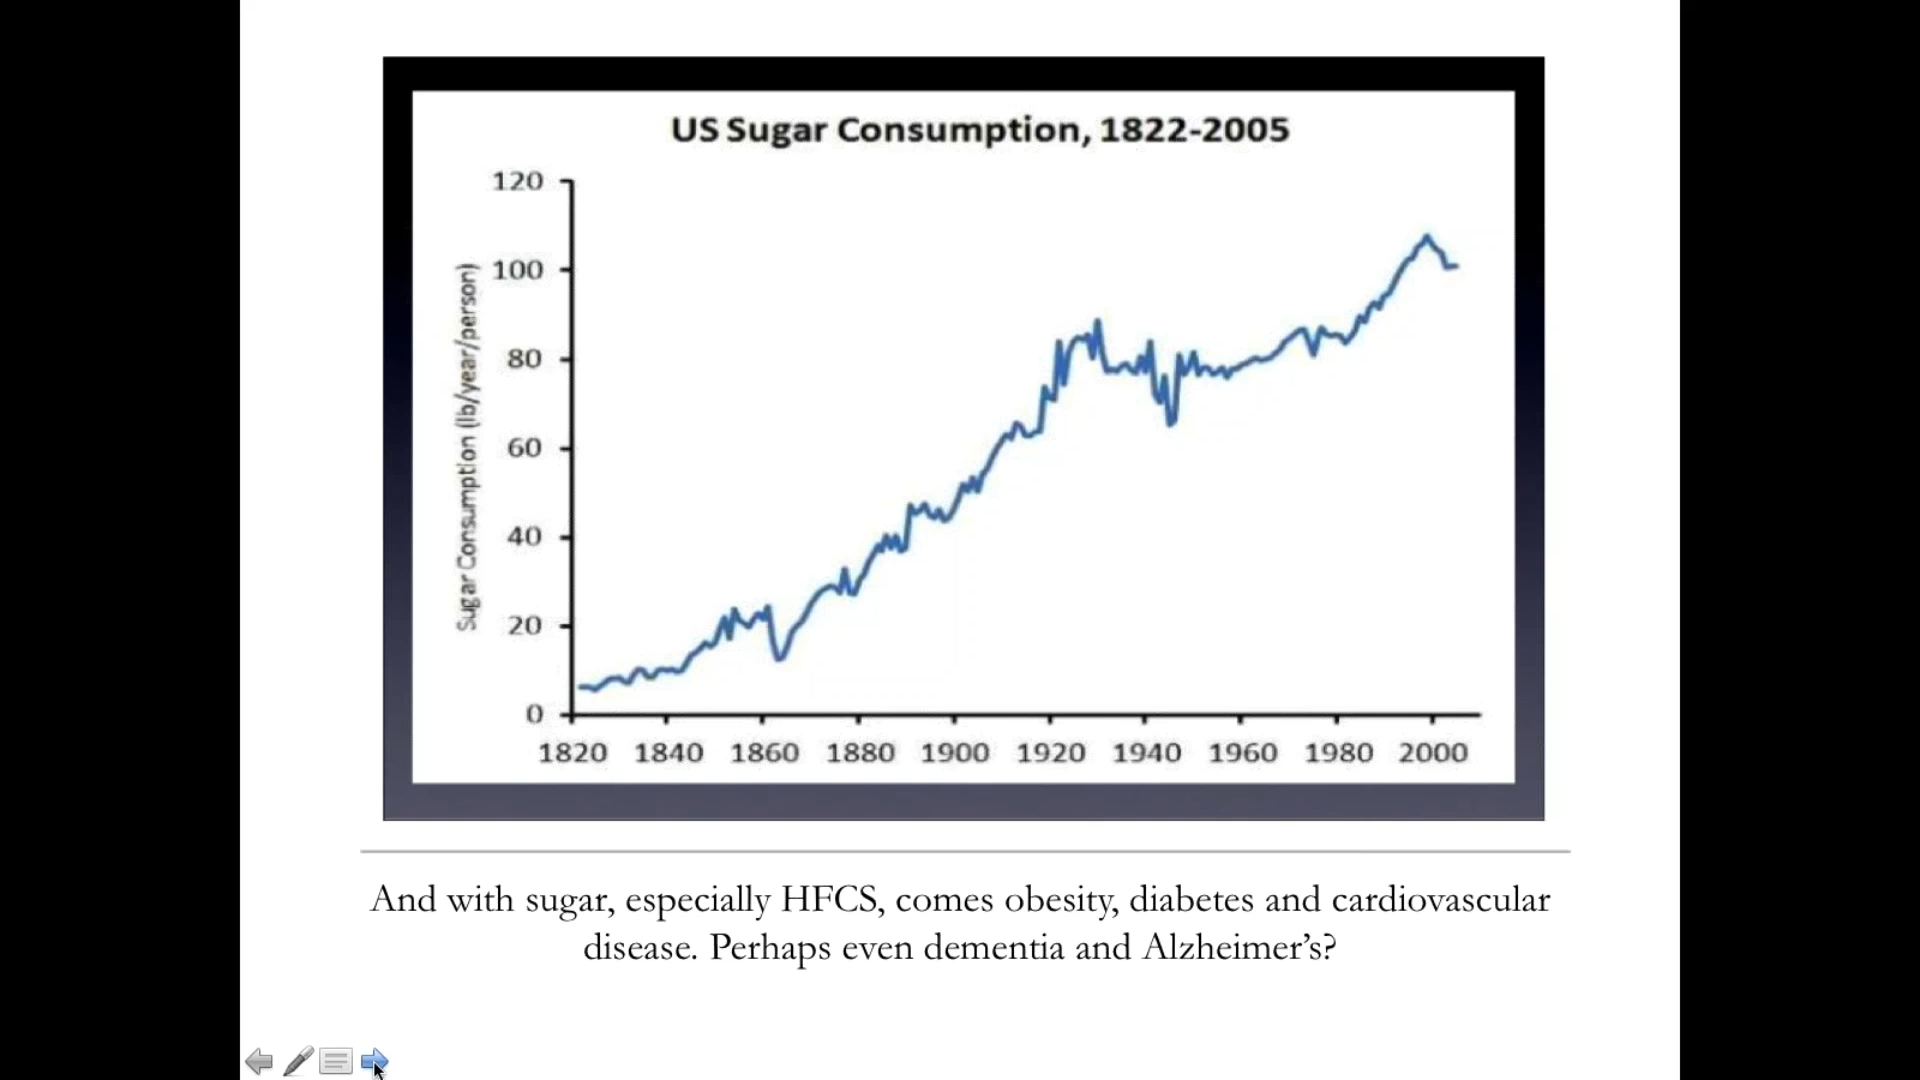 US Sugar Consumption, 1822-2005
120
100
80
60
40
20
0
Sugar Consumption (lb/year/person)
1820 1840 1860 1880 1900 1920 1940 1960 1980 2000
And with sugar, especially HFCS, comes obesity, diabetes and cardiovascular
disease. Perhaps even dementia and Alzheimer’s?